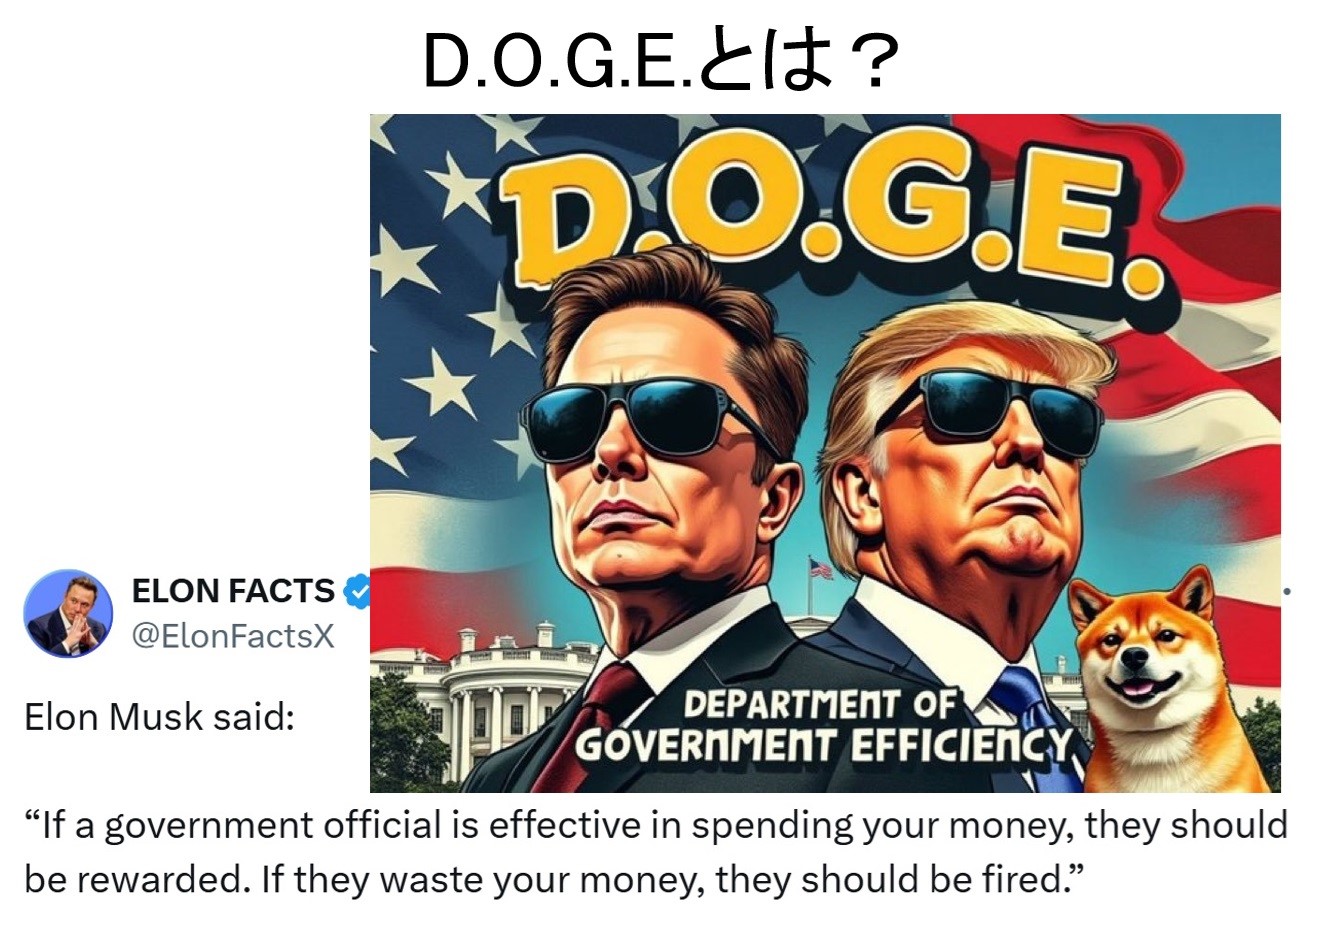 D.O.G.E.とは？
D.O.G.E.
DEPARTMENT OF
GOVERNMENT EFFICIENCY
ELON FACTS
@ElonFactsX
Elon Musk said:
“If a government official is effective in spending your money, they should
be rewarded. If they waste your money, they should be fired.”